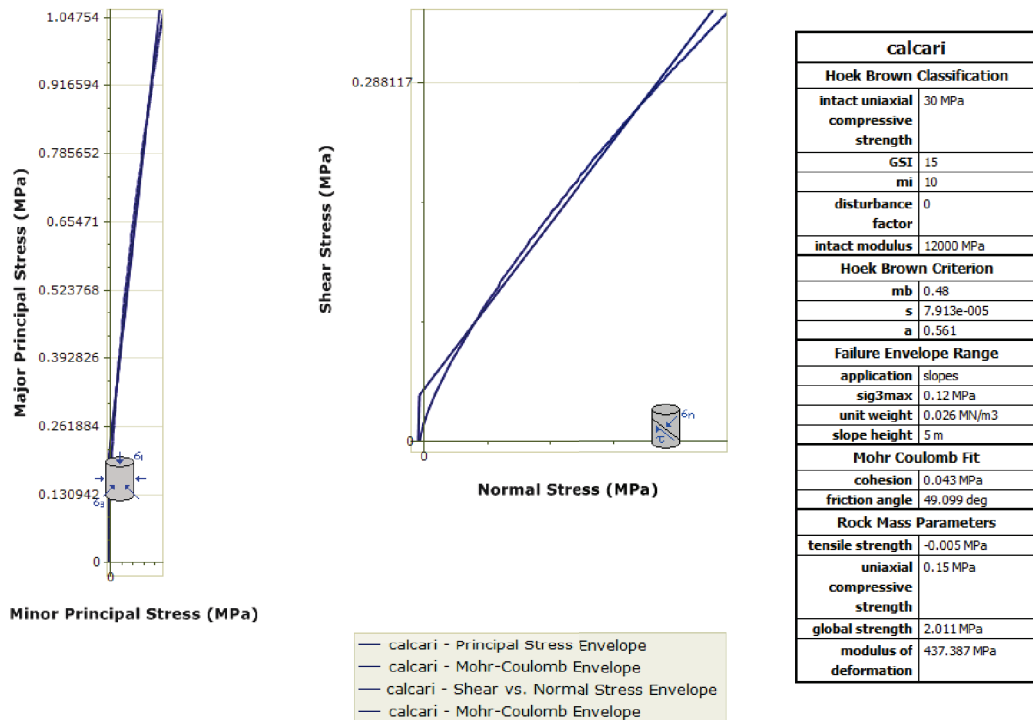 1.04754
0.916594
0.785652
0.65471
0.523768
0.392826
0.261884
0.130942
0
0
Major Principal Stress (MPa)
Minor Principal Stress (MPa)
σ1
σ3
0.288117
0
0
Shear Stress (MPa)
Normal Stress (MPa)
σn
τ
calcari - Principal Stress Envelope
calcari - Mohr-Coulomb Envelope
calcari - Shear vs. Normal Stress Envelope
calcari - Mohr-Coulomb Envelope
calcari
Hoek Brown Classification
intact uniaxial 30 MPa
compressive
strength
GSI 15
mi 10
disturbance 0
factor
intact modulus 12000 MPa
Hoek Brown Criterion
mb 0.48
s 7.913e-005
a 0.561
Failure Envelope Range
application slopes
sig3max 0.12 MPa
unit weight 0.026 MN/m3
slope height 5 m
Mohr Coulomb Fit
cohesion 0.043 MPa
friction angle 49.099 deg
Rock Mass Parameters
tensile strength -0.005 MPa
uniaxial 0.15 MPa
compressive
strength
global strength 2.011 MPa
modulus of 437.387 MPa
deformation